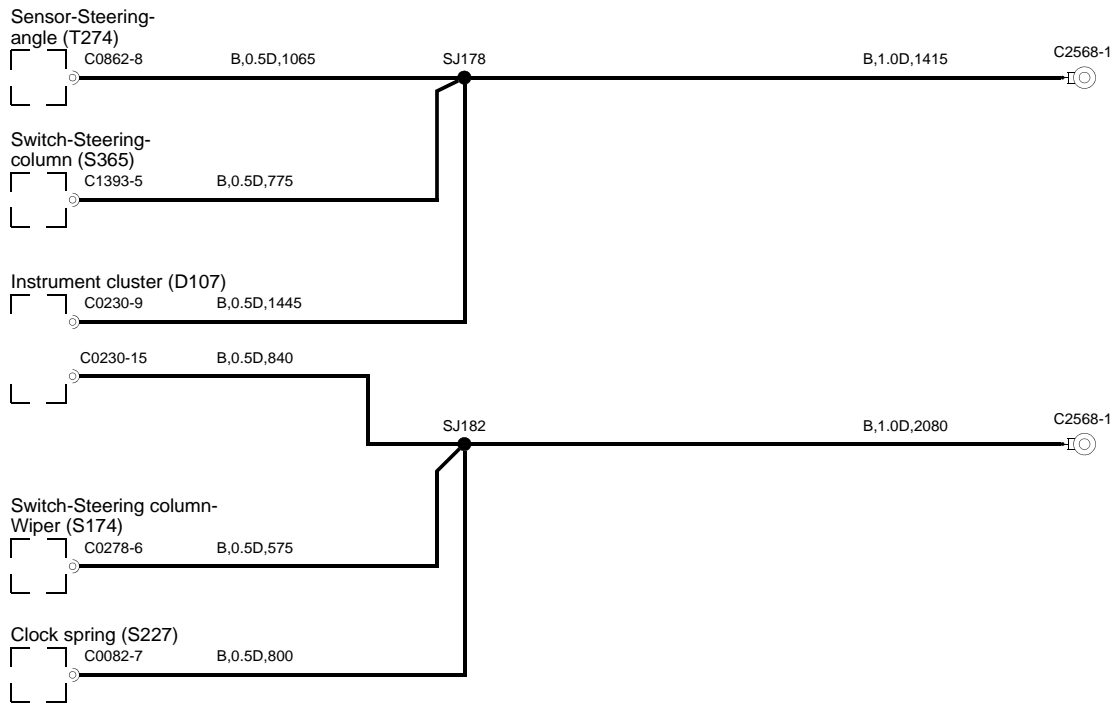 Sensor-Steering-
angle (T274)
C0862-8 B,0.5D,1065 SJ178 B,1.0D,1415 C2568-1
Switch-Steering-
column (S365)
C1393-5 B,0.5D,775
Instrument cluster (D107)
C0230-9 B,0.5D,1445
C0230-15 B,0.5D,840
SJ182 B,1.0D,2080 C2568-1
Switch-Steering column-
Wiper (S174)
C0278-6 B,0.5D,575
Clock spring (S227)
C0082-7 B,0.5D,800